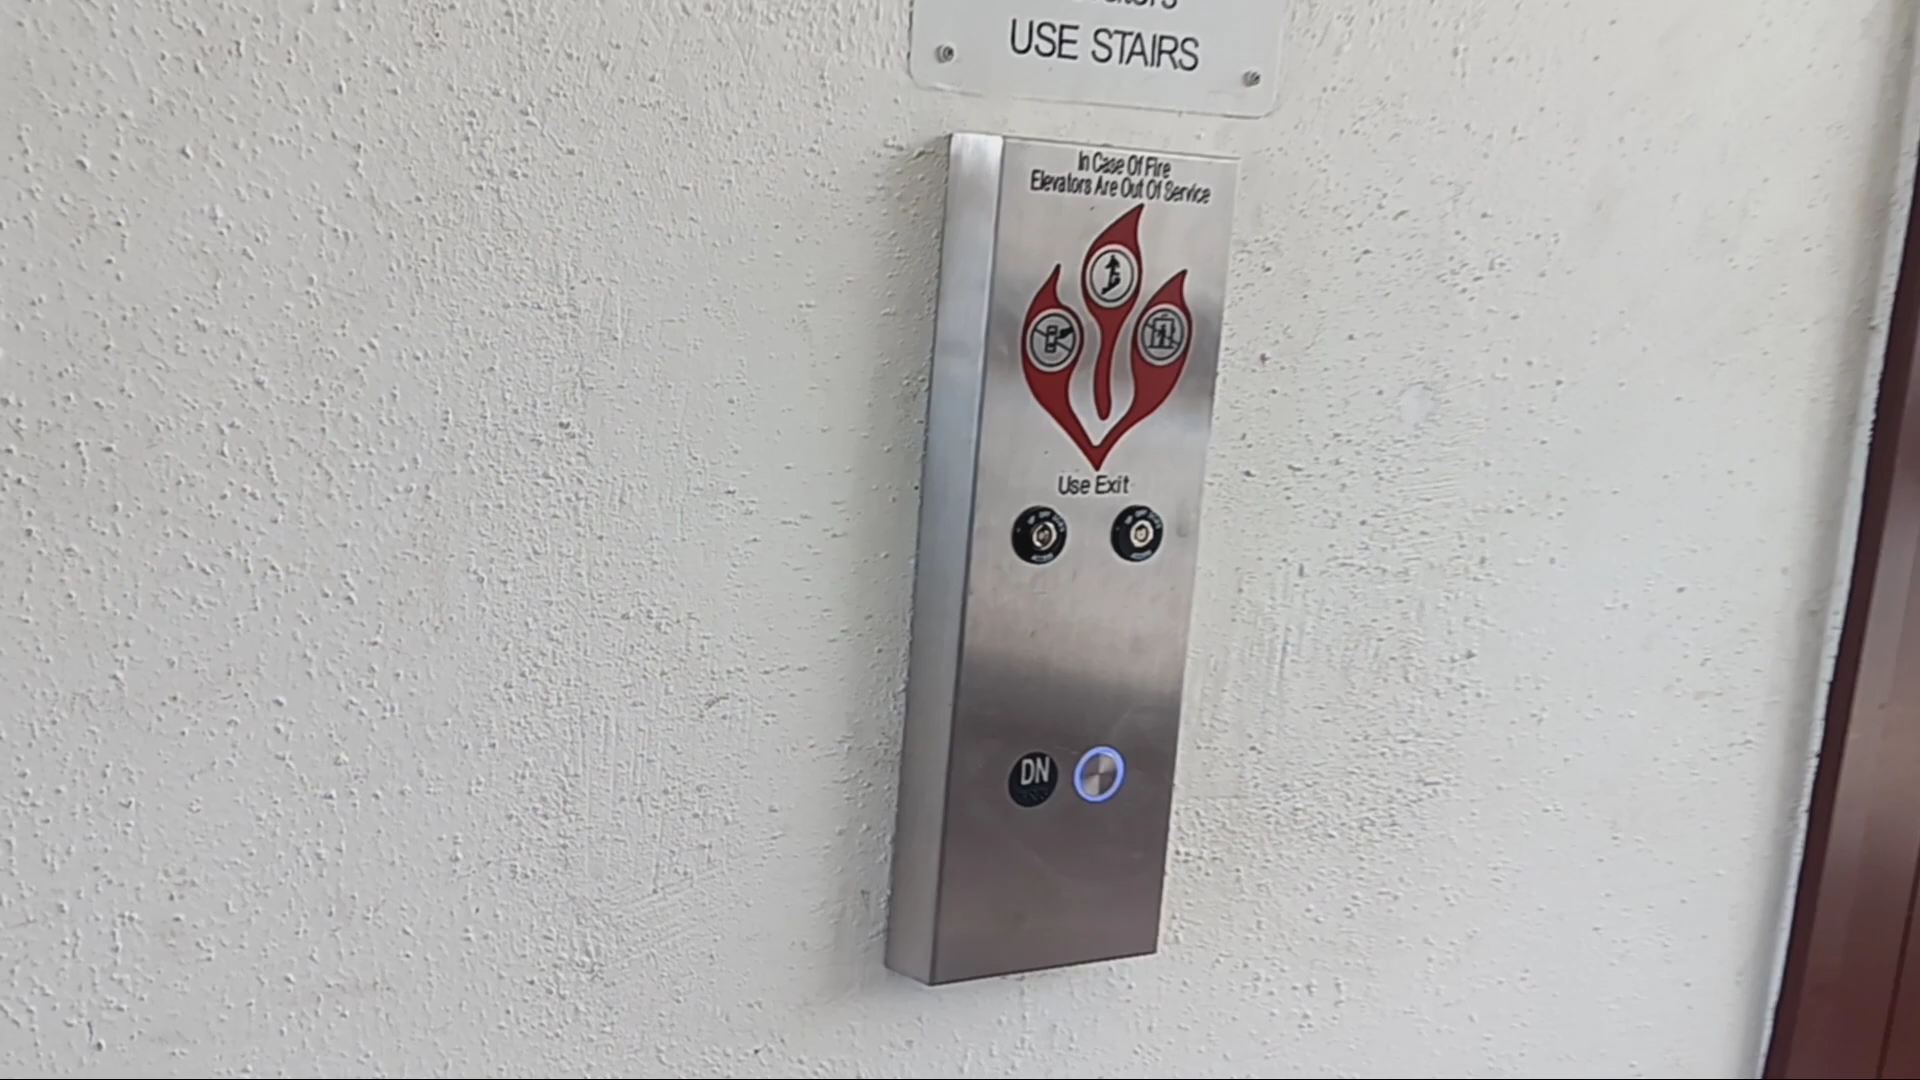 USE STAIRS
In Case Of Fire
Elevators Are Out Of Service
Use Exit
DN